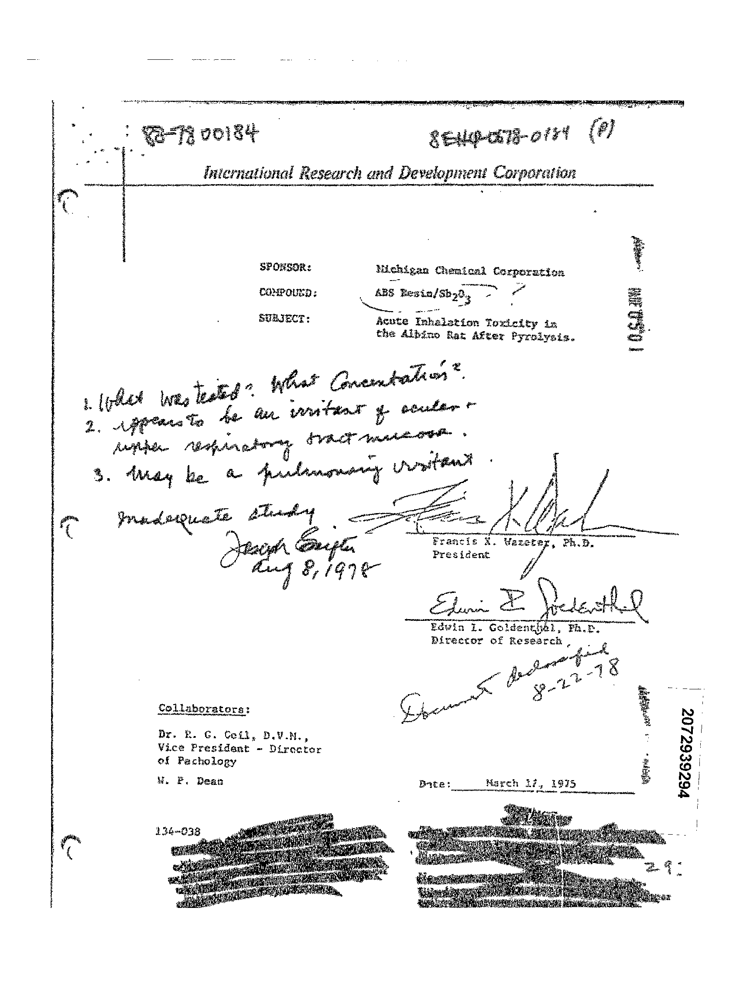 88-7800184
8EHQ-0578-0184 (P)
International Research and Development Corporation
SPONSOR: Michigan Chemical Corporation
COMPOUND: ABS Resin/Sb2O3 ?
SUBJECT: Acute Inhalation Toxicity in
the Albino Rat After Pyrolysis.
1. What was tested? What Concentration?
2. Appears to be an irritant of ocular +
upper respiratory tract mucosa.
3. May be a pulmonary irritant.
Inadequate study
Joseph
Aug 8, 1978
Francis X. Wazeter, Ph.D.
President
Edwin I. Goldenthal
Edwin I. Goldenthal, Ph.D.
Director of Research
Document declassified
8-22-78
Collaborators:
Dr. R. G. Geil, D.V.M.,
Vice President - Director
of Pathology
W. P. Dean
Date: March 17, 1975
2072939294
134-038
29